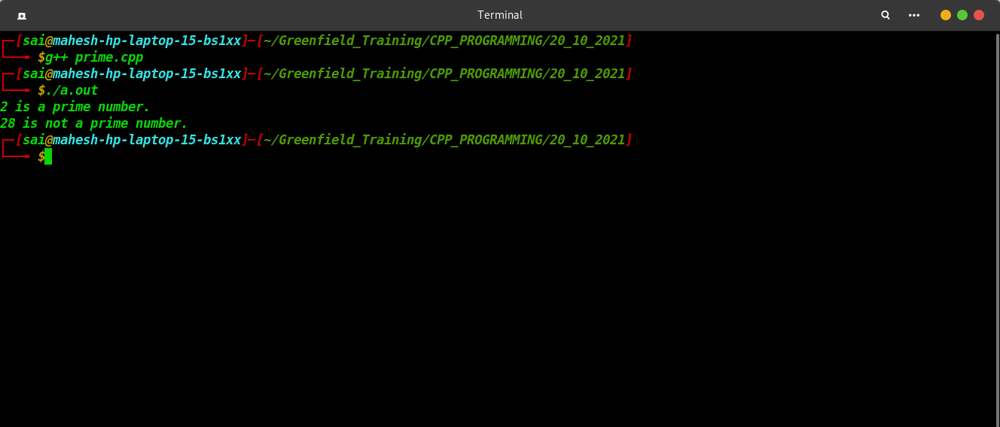 Terminal
[sai@mahesh-hp-laptop-15-bs1xx]─[~/Greenfield_Training/CPP_PROGRAMMING/20_10_2021]
$g++ prime.cpp
[sai@mahesh-hp-laptop-15-bs1xx]─[~/Greenfield_Training/CPP_PROGRAMMING/20_10_2021]
$./a.out
2 is a prime number.
28 is not a prime number.
[sai@mahesh-hp-laptop-15-bs1xx]─[~/Greenfield_Training/CPP_PROGRAMMING/20_10_2021]
$